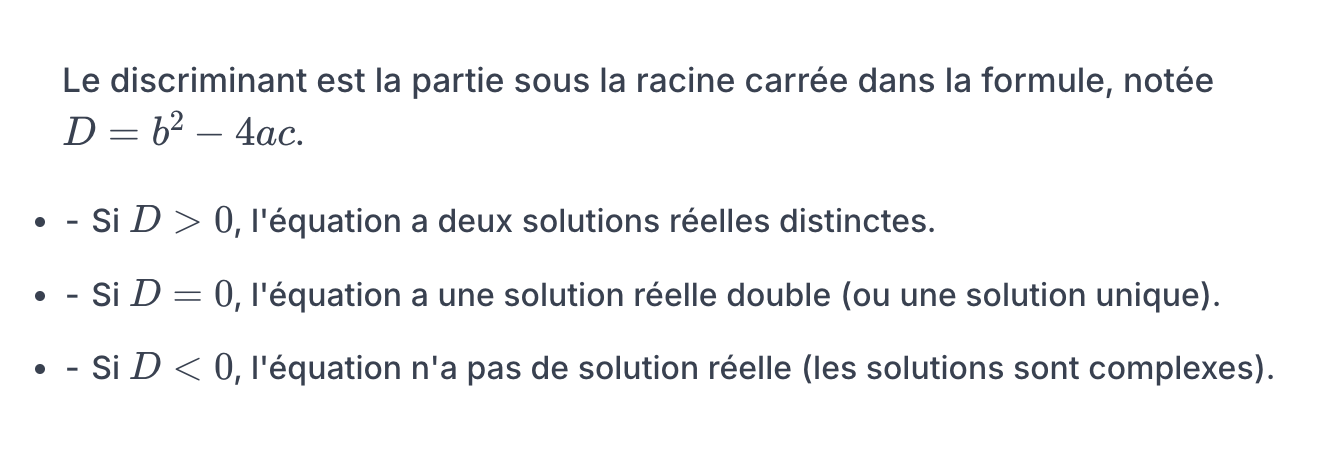 Le discriminant est la partie sous la racine carrée dans la formule, notée
D = b² − 4ac.
• - Si D > 0, l'équation a deux solutions réelles distinctes.
• - Si D = 0, l'équation a une solution réelle double (ou une solution unique).
• - Si D < 0, l'équation n'a pas de solution réelle (les solutions sont complexes).